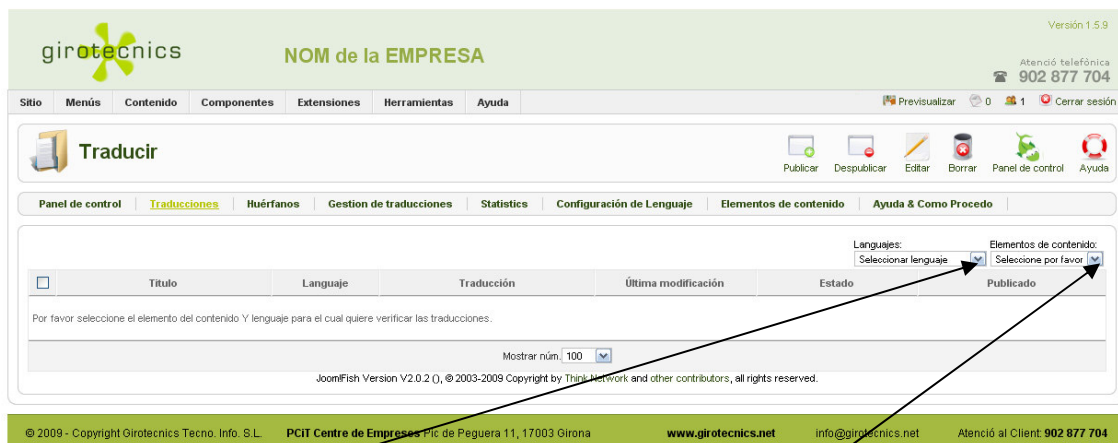 Versión 1.5.9
girotecnics
NOM de la EMPRESA
Atenció telefònica
902 877 704
Sitio Menús Contenido Componentes Extensiones Herramientas Ayuda Previsualizar 0 1 Cerrar sesión
Traducir
Publicar Despublicar Editar Borrar Panel de control Ayuda
Panel de control Traducciones Huérfanos Gestion de traducciones Statistics Configuración de Lenguaje Elementos de contenido Ayuda & Como Procedo
Languajes: Elementos de contenido:
Seleccionar lenguaje Seleccione por favor
Titulo Languaje Traducción Última modificación Estado Publicado
Por favor seleccione el elemento del contenido Y lenguaje para el cual quiere verificar las traducciones.
Mostrar núm. 100
Joom!Fish Version V2.0.2 (), © 2003-2009 Copyright by Think Network and other contributors, all rights reserved.
© 2009 - Copyright Girotecnics Tecno. Info. S.L. PCiT Centre de Empreses Pic de Peguera 11, 17003 Girona www.girotecnics.net info@girotecnics.net Atenció al Client: 902 877 704